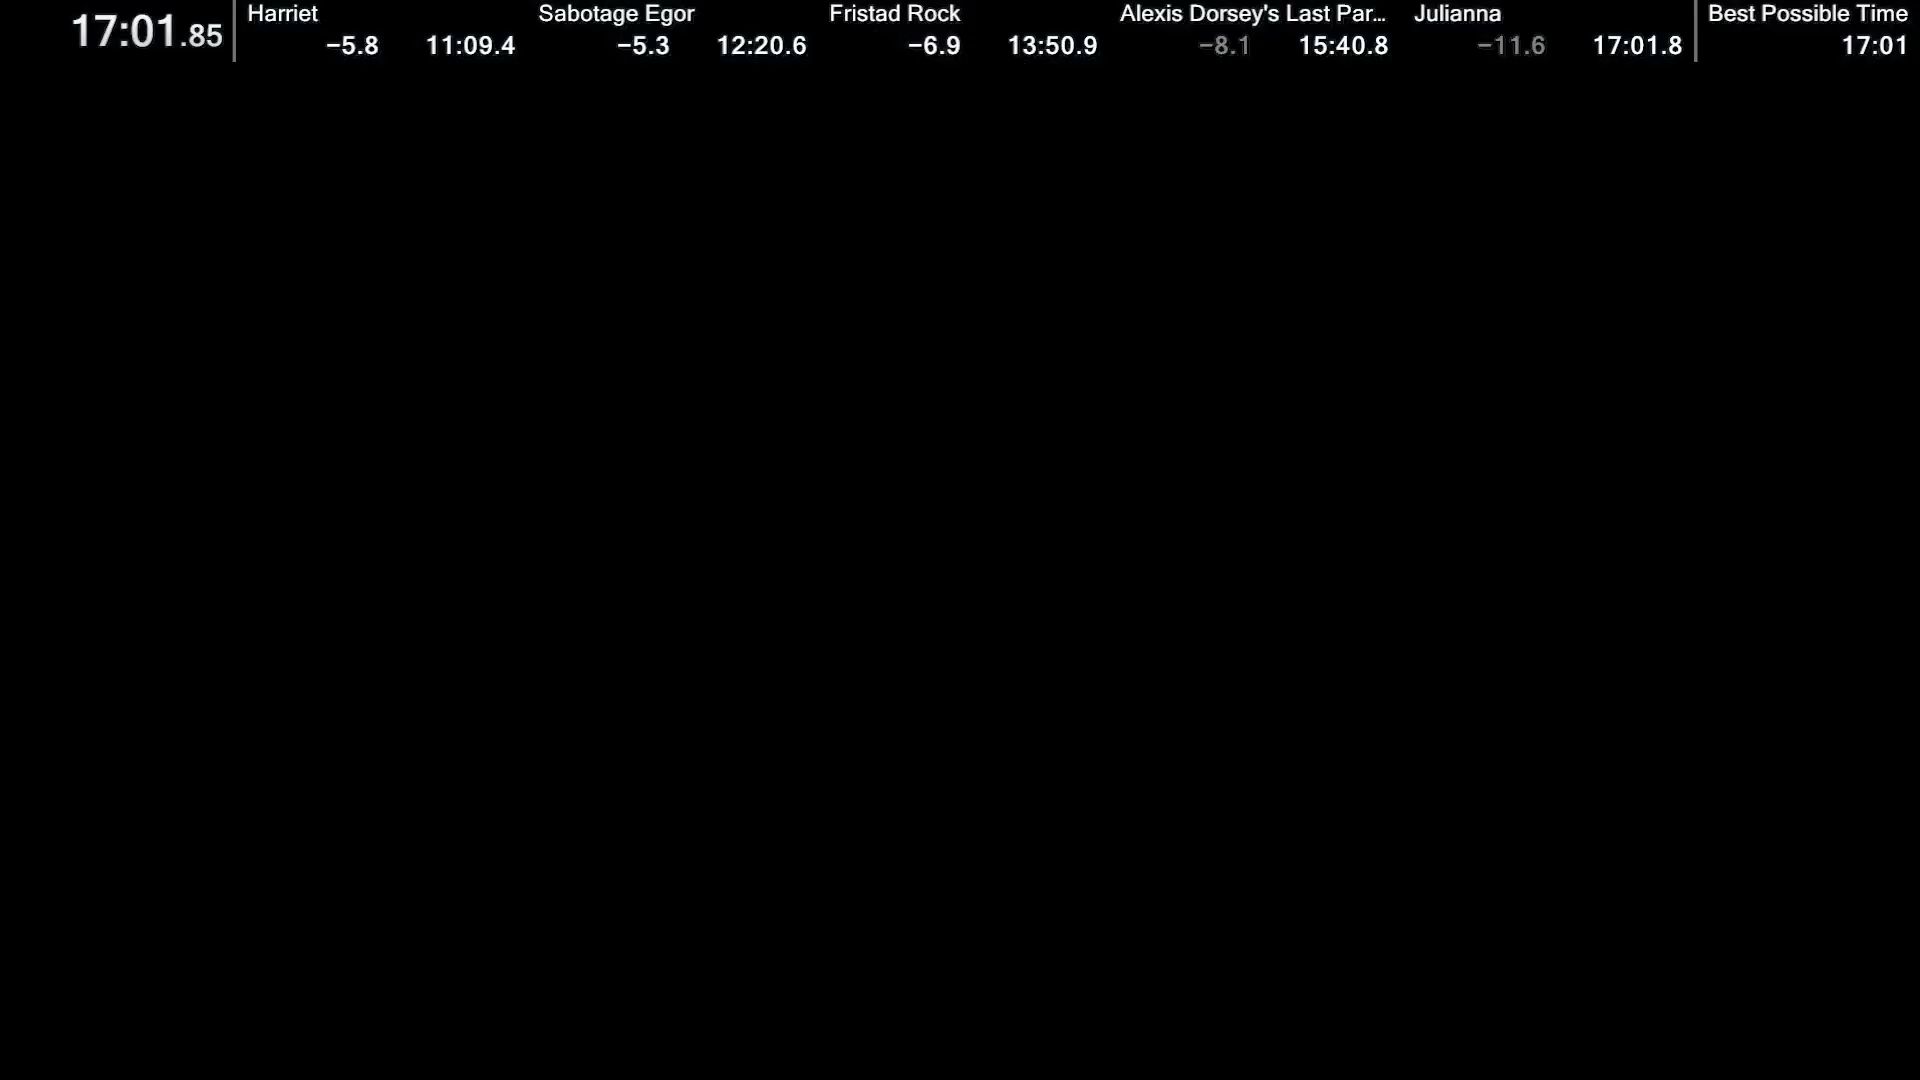 17:01.85
Harriet
−5.8 11:09.4
Sabotage Egor
−5.3 12:20.6
Fristad Rock
−6.9 13:50.9
Alexis Dorsey's Last Par...
−8.1 15:40.8
Julianna
−11.6 17:01.8
Best Possible Time
17:01